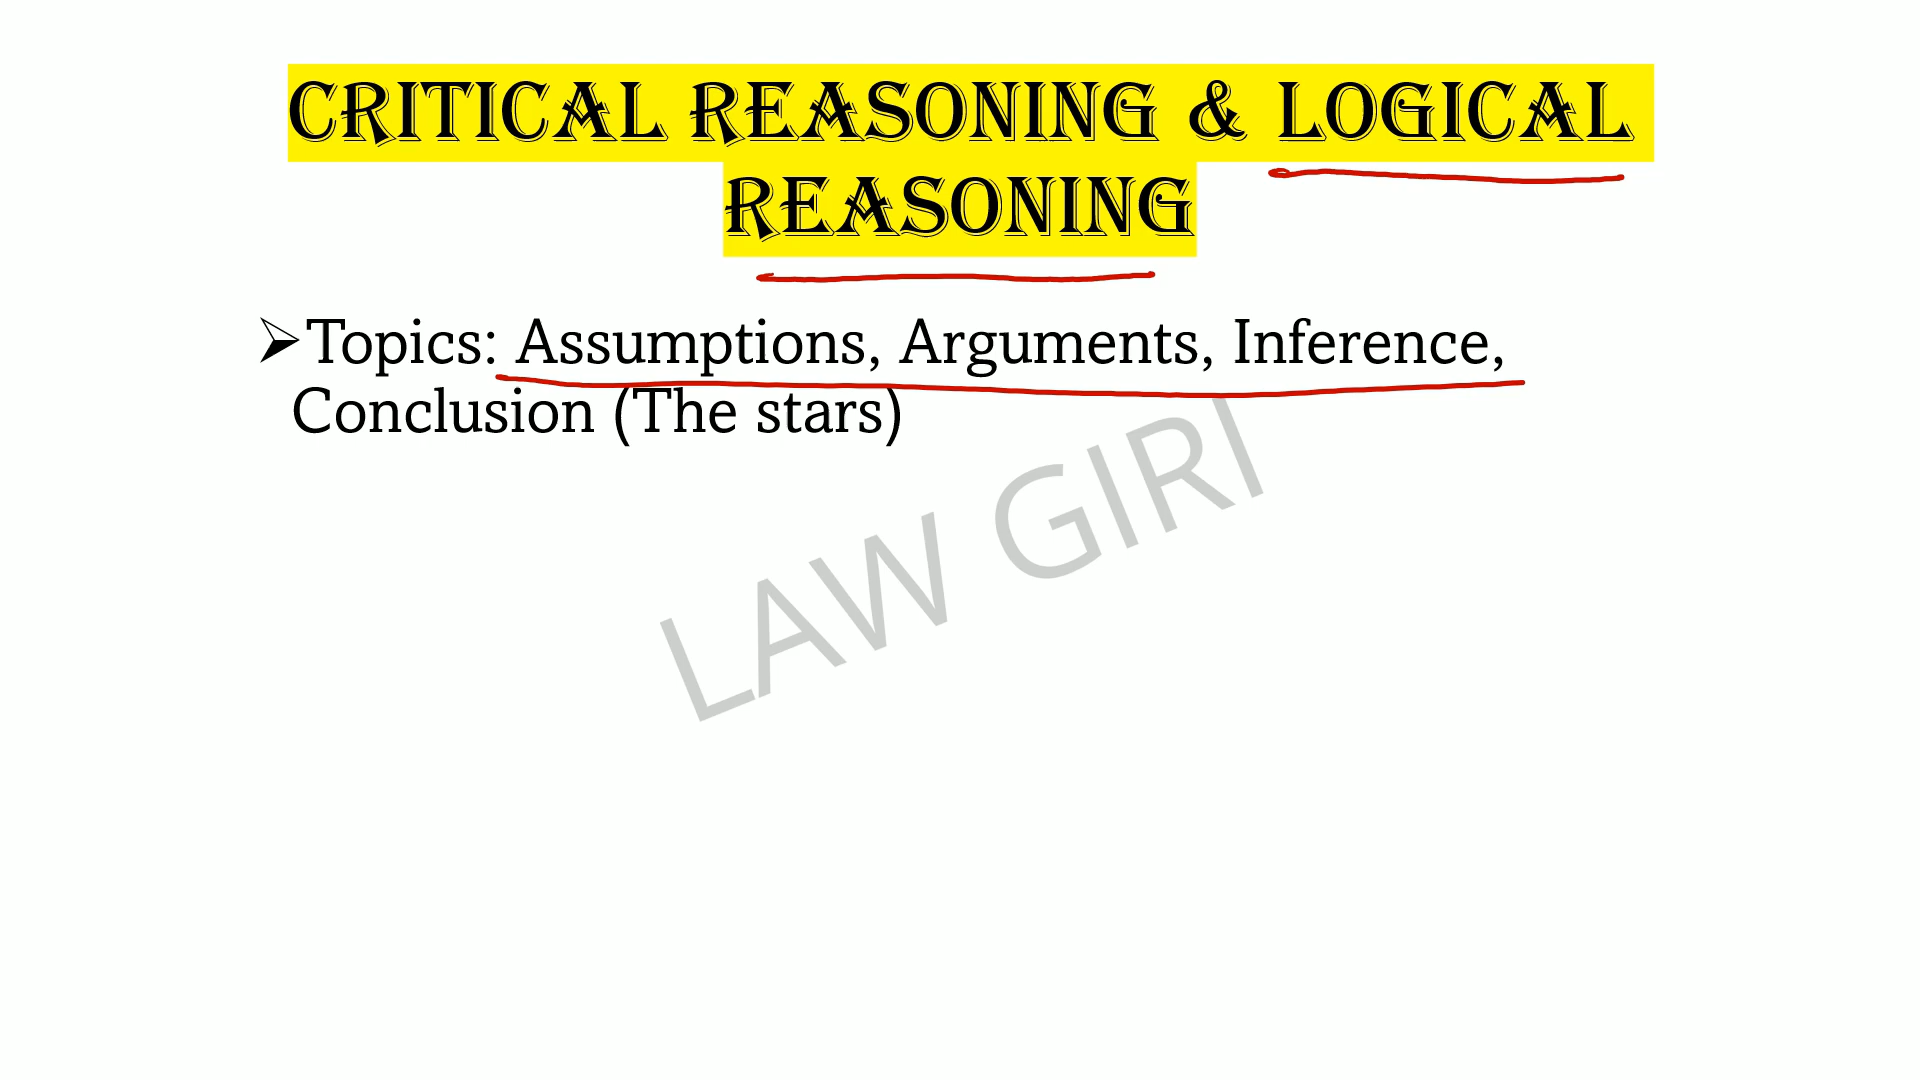 CRITICAL REASONING & LOGICAL
REASONING
➢Topics: Assumptions, Arguments, Inference,
Conclusion (The stars)
LAW GIRI